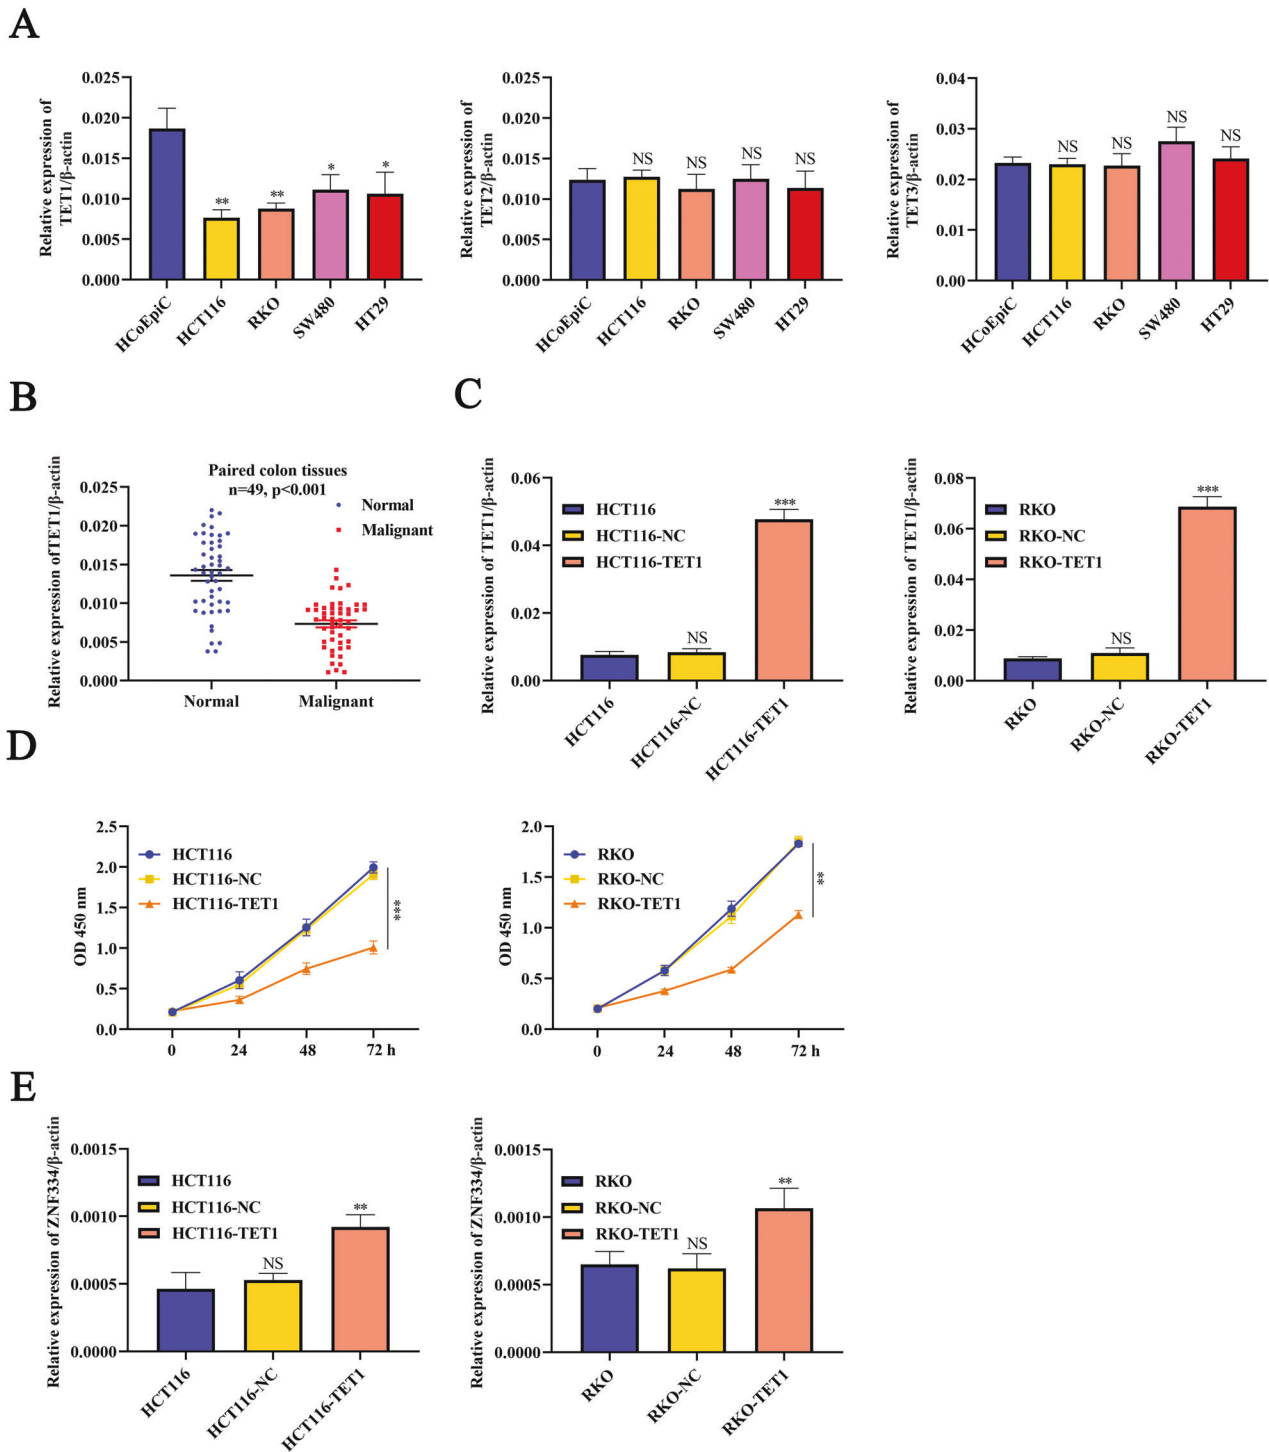 A
Relative expression of
TET1/β-actin
0.025
0.020
0.015
0.010
0.005
0.000
**
**
*
*
HCoEpiC
HCT116
RKO
SW480
HT29
Relative expression of
TET2/β-actin
0.025
0.020
0.015
0.010
0.005
0.000
NS
NS
NS
NS
HCoEpiC
HCT116
RKO
SW480
HT29
Relative expression of
TET3/β-actin
0.04
0.03
0.02
0.01
0.00
NS
NS
NS
NS
HCoEpiC
HCT116
RKO
SW480
HT29
B
Relative expression ofTET1/β-actin
Paired colon tissues
n=49, p<0.001
Normal
Malignant
0.025
0.020
0.015
0.010
0.005
0.000
Normal
Malignant
C
Relative expression of TET1/β-actin
0.06
0.04
0.02
0.00
HCT116
HCT116-NC
HCT116-TET1
NS
***
HCT116
HCT116-NC
HCT116-TET1
Relative expression of TET1/β-actin
0.08
0.06
0.04
0.02
0.00
RKO
RKO-NC
RKO-TET1
NS
***
RKO
RKO-NC
RKO-TET1
D
OD 450 nm
2.5
2.0
1.5
1.0
0.5
0.0
HCT116
HCT116-NC
HCT116-TET1
***
0
24
48
72 h
OD 450 nm
2.0
1.5
1.0
0.5
0.0
RKO
RKO-NC
RKO-TET1
**
0
24
48
72 h
E
Relative expression of ZNF334/β-actin
0.0015
0.0010
0.0005
0.0000
HCT116
HCT116-NC
HCT116-TET1
NS
**
HCT116
HCT116-NC
HCT116-TET1
Relative expression of ZNF334/β-actin
0.0015
0.0010
0.0005
0.0000
RKO
RKO-NC
RKO-TET1
NS
**
RKO
RKO-NC
RKO-TET1